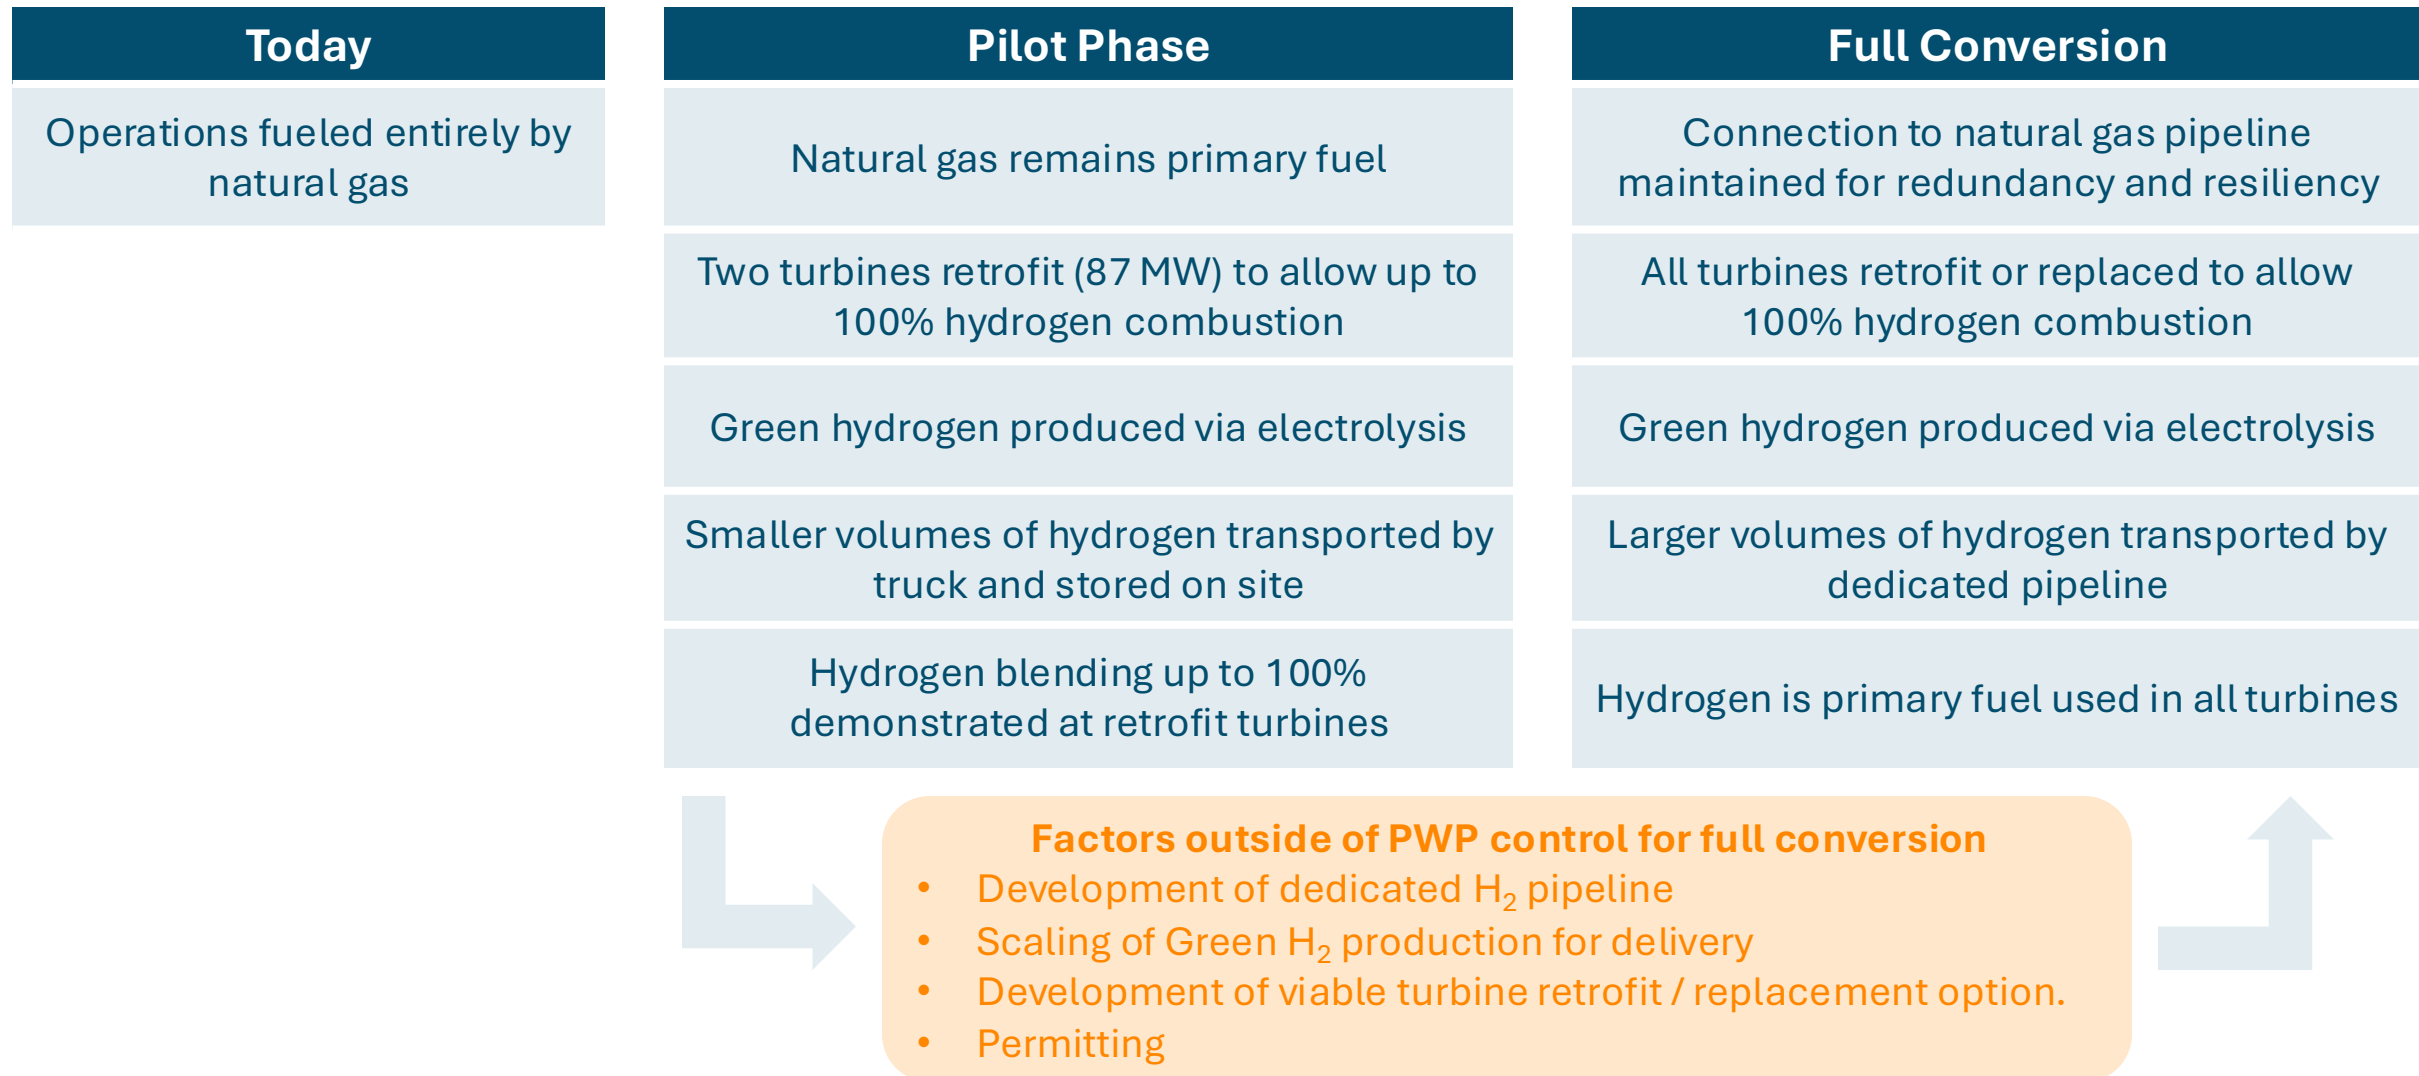 Today
Operations fueled entirely by
natural gas
Pilot Phase
Natural gas remains primary fuel
Two turbines retrofit (87 MW) to allow up to
100% hydrogen combustion
Green hydrogen produced via electrolysis
Smaller volumes of hydrogen transported by
truck and stored on site
Hydrogen blending up to 100%
demonstrated at retrofit turbines
Full Conversion
Connection to natural gas pipeline
maintained for redundancy and resiliency
All turbines retrofit or replaced to allow
100% hydrogen combustion
Green hydrogen produced via electrolysis
Larger volumes of hydrogen transported by
dedicated pipeline
Hydrogen is primary fuel used in all turbines
Factors outside of PWP control for full conversion
• Development of dedicated H₂ pipeline
• Scaling of Green H₂ production for delivery
• Development of viable turbine retrofit / replacement option.
• Permitting